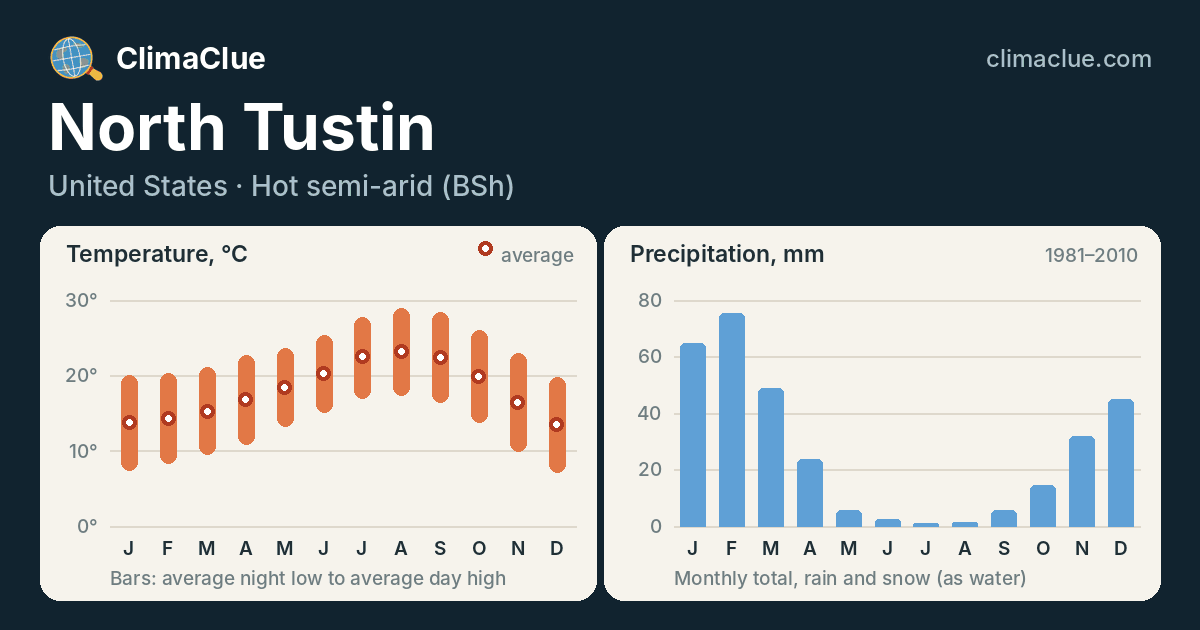 ClimaClue
climaclue.com
North Tustin
United States · Hot semi-arid (BSh)
Temperature, °C
average
30°
20°
10°
0°
J F M A M J J A S O N D
Bars: average night low to average day high
Precipitation, mm
1981–2010
80
60
40
20
0
J F M A M J J A S O N D
Monthly total, rain and snow (as water)